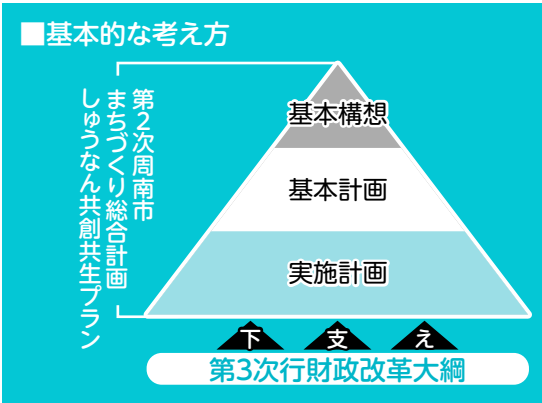 ■基本的な考え方
第2次周南市
まちづくり総合計画
しゅうなん共創共生プラン
基本構想
基本計画
実施計画
下支え
第3次行財政改革大綱